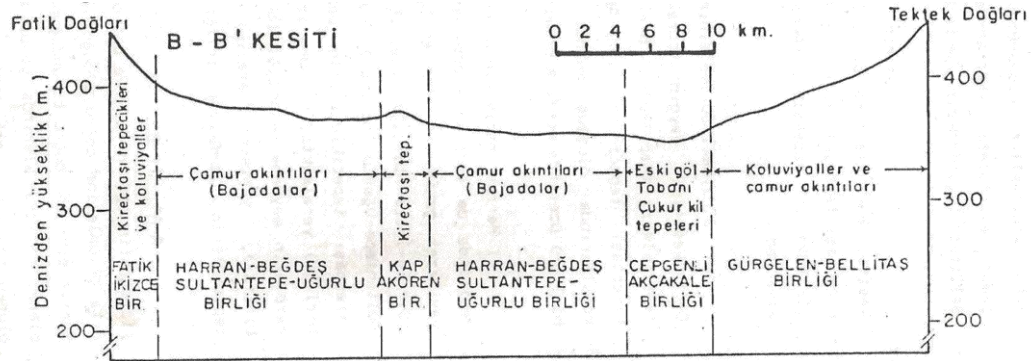 Fatik Dağları
Tektek Dağları
B - B' KESİTİ
0 2 4 6 8 10 km.
Denizden yükseklik (m.)
400
300
200
400
300
200
Kireçtaşı tepecikleri
ve koluviyaller
Çamur akıntıları
(Bajadalar)
Kireçtaşı tep.
Çamur akıntıları
(Bajadalar)
Eski göl
Tabanı
Çukur kil
tepeleri
Koluviyaller ve
çamur akıntıları
FATİK
İKİZCE
BİR.
HARRAN-BEĞDEŞ
SULTANTEPE-UĞURLU
BİRLİĞİ
KAP
AKÖREN
BİR.
HARRAN-BEĞDEŞ
SULTANTEPE-
UĞURLU BİRLİĞİ
CEPGENLİ
AKÇAKALE
BİRLİĞİ
GÜRGELEN-BELLİTAŞ
BİRLİĞİ